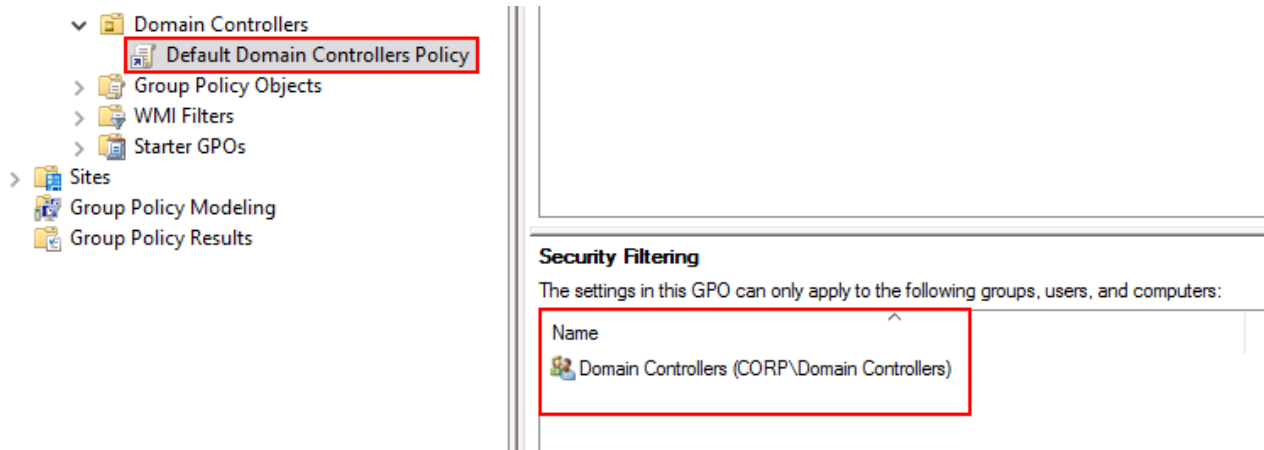 Domain Controllers
Default Domain Controllers Policy
Group Policy Objects
WMI Filters
Starter GPOs
Sites
Group Policy Modeling
Group Policy Results
Security Filtering
The settings in this GPO can only apply to the following groups, users, and computers:
Name
Domain Controllers (CORP\Domain Controllers)